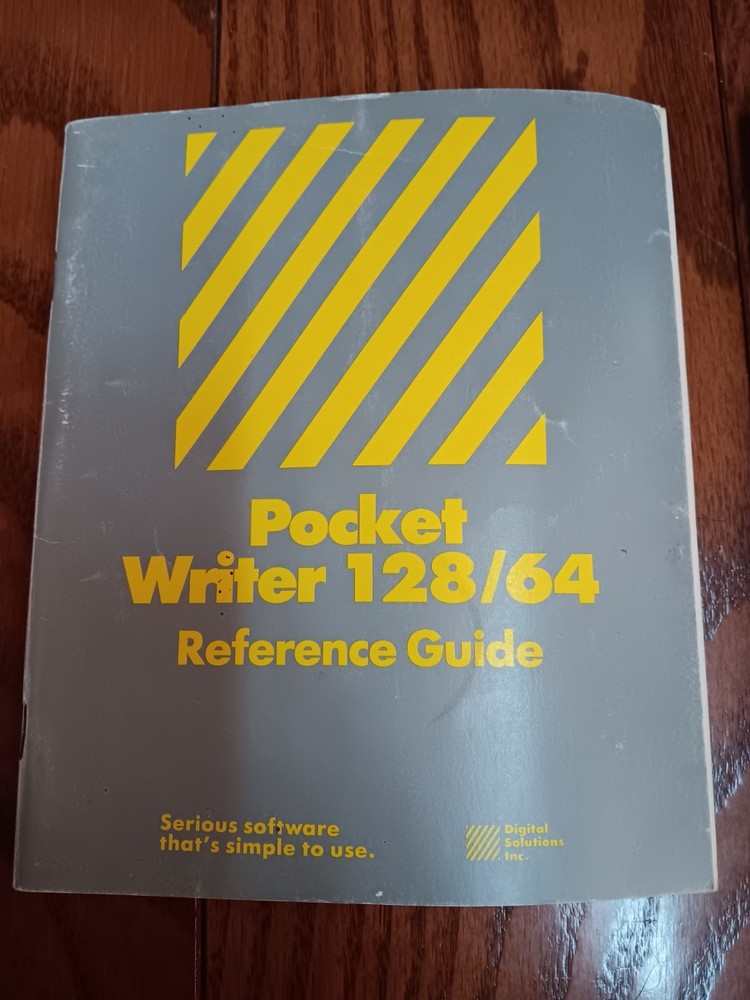 Pocket
Writer 128/64
Reference Guide
Serious software
that's simple to use.
Digital
Solutions
Inc.